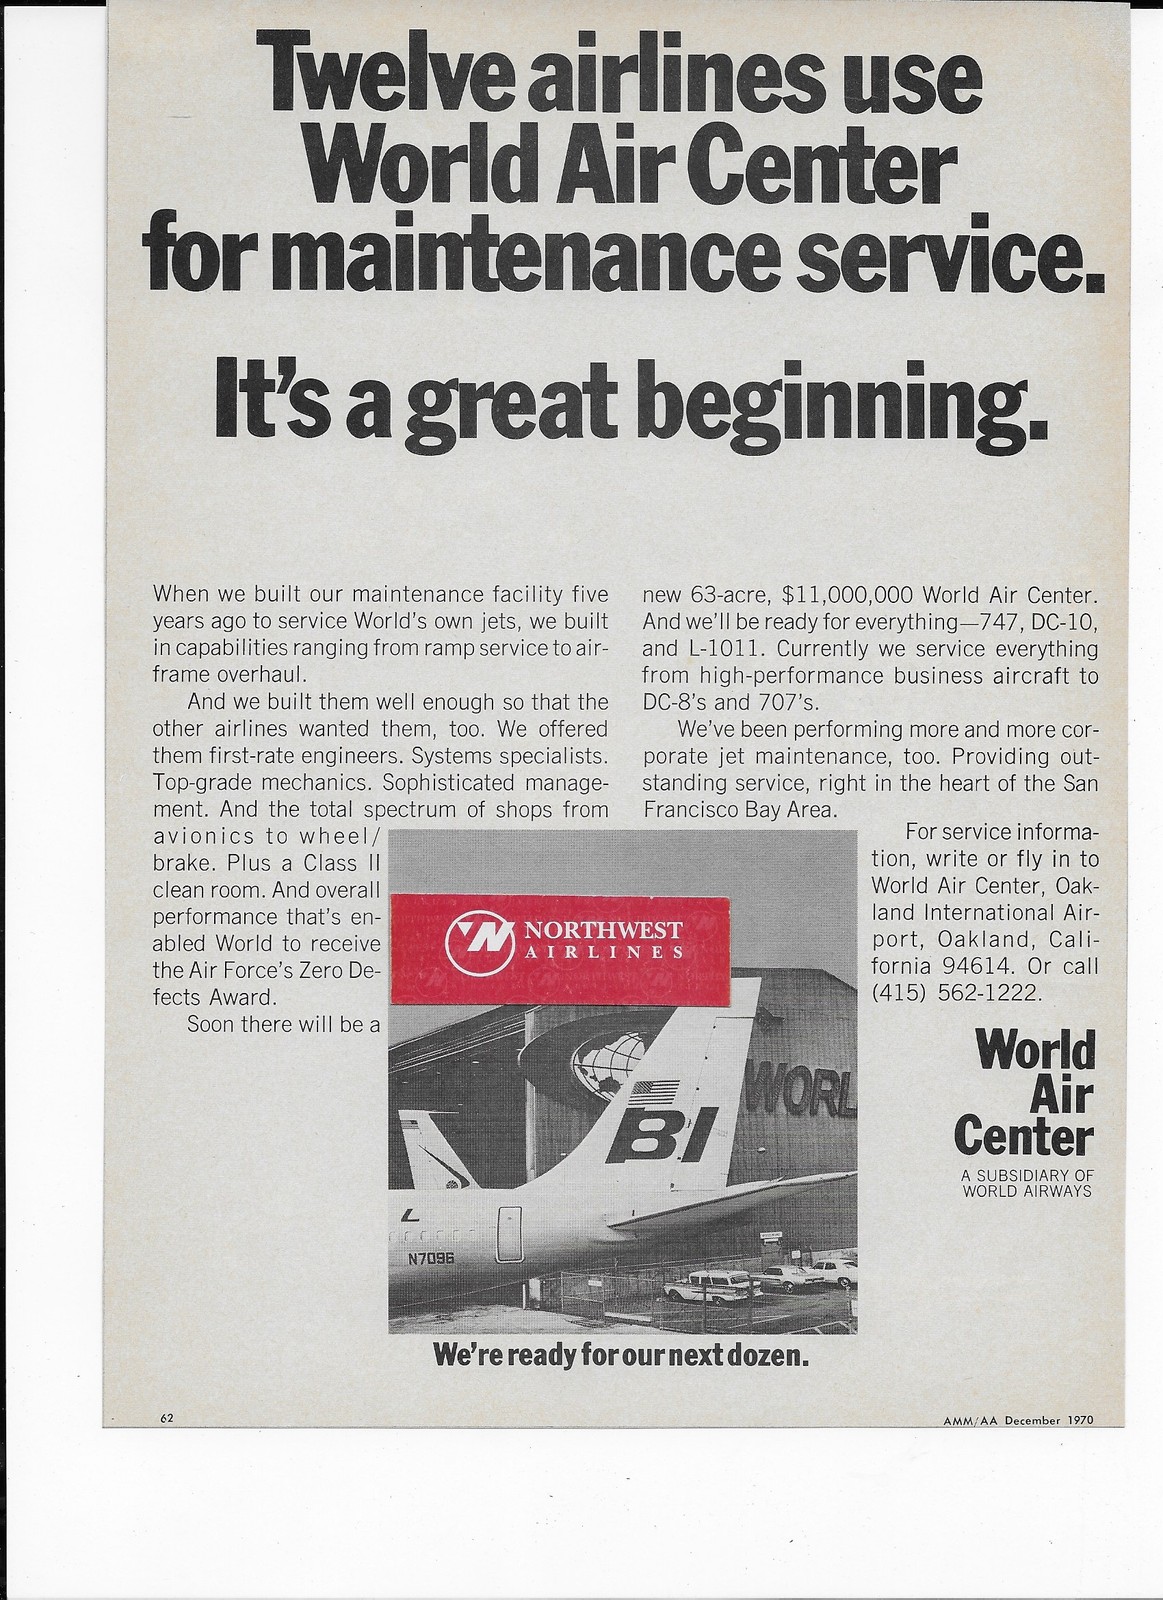 Twelve airlines use
World Air Center
for maintenance service.
It's a great beginning.
When we built our maintenance facility five
years ago to service World's own jets, we built
in capabilities ranging from ramp service to air-
frame overhaul.
And we built them well enough so that the
other airlines wanted them, too. We offered
them first-rate engineers. Systems specialists.
Top-grade mechanics. Sophisticated manage-
ment. And the total spectrum of shops from
avionics to wheel/
brake. Plus a Class II
clean room. And overall
performance that's en-
abled World to receive
the Air Force's Zero De-
fects Award.
Soon there will be a
new 63-acre, $11,000,000 World Air Center.
And we'll be ready for everything—747, DC-10,
and L-1011. Currently we service everything
from high-performance business aircraft to
DC-8's and 707's.
We've been performing more and more cor-
porate jet maintenance, too. Providing out-
standing service, right in the heart of the San
Francisco Bay Area.
For service informa-
tion, write or fly in to
World Air Center, Oak-
land International Air-
port, Oakland, Cali-
fornia 94614. Or call
(415) 562-1222.
NORTHWEST
AIRLINES
WORL
BI
L
N7096
World
Air
Center
A SUBSIDIARY OF
WORLD AIRWAYS
We're ready for our next dozen.
62
AMM/AA December 1970